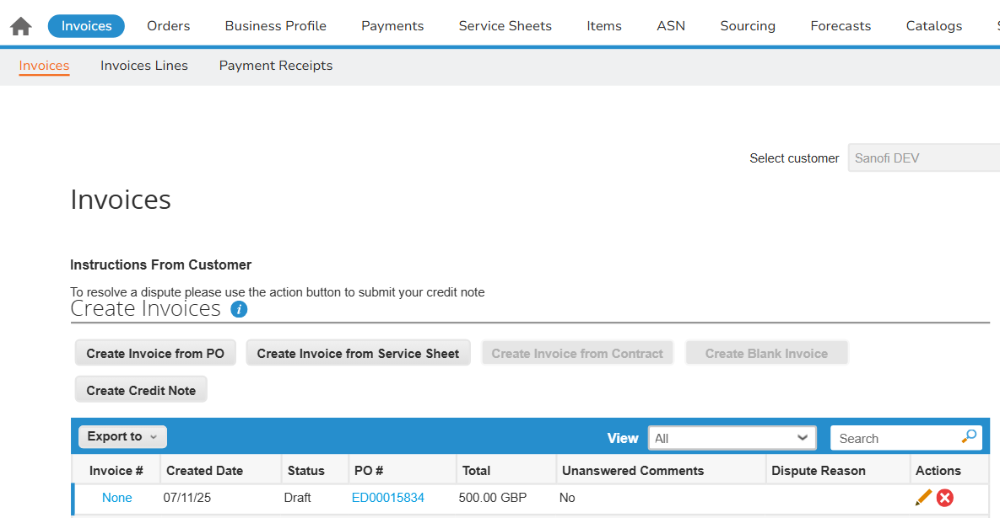 Invoices Orders Business Profile Payments Service Sheets Items ASN Sourcing Forecasts Catalogs
Invoices Invoices Lines Payment Receipts
Select customer Sanofi DEV
Invoices
Instructions From Customer
To resolve a dispute please use the action button to submit your credit note
Create Invoices i
Create Invoice from PO Create Invoice from Service Sheet Create Invoice from Contract Create Blank Invoice
Create Credit Note
Export to View All Search
Invoice # Created Date Status PO # Total Unanswered Comments Dispute Reason Actions
None 07/11/25 Draft ED00015834 500.00 GBP No